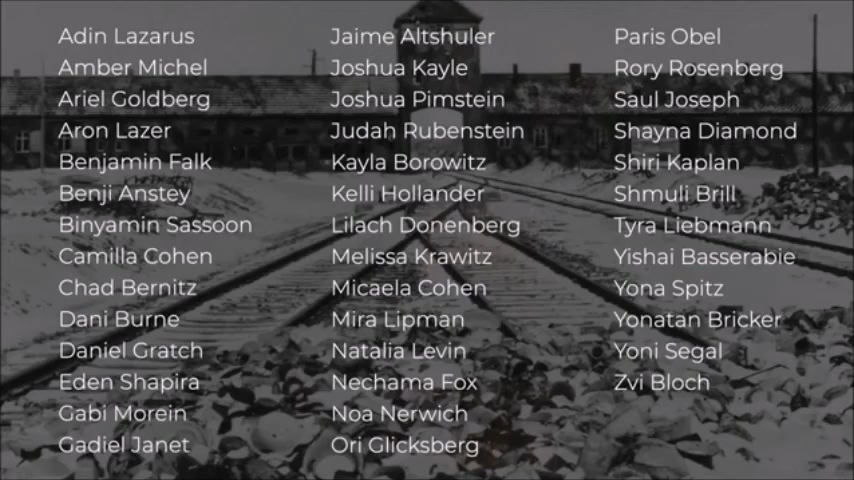 Adin Lazarus
Amber Michel
Ariel Goldberg
Aron Lazer
Benjamin Falk
Benji Anstey
Binyamin Sassoon
Camilla Cohen
Chad Bernitz
Dani Burne
Daniel Gratch
Eden Shapira
Gabi Morein
Gadiel Janet
Jaime Altshuler
Joshua Kayle
Joshua Pimstein
Judah Rubenstein
Kayla Borowitz
Kelli Hollander
Lilach Donenberg
Melissa Krawitz
Micaela Cohen
Mira Lipman
Natalia Levin
Nechama Fox
Noa Nerwich
Ori Glicksberg
Paris Obel
Rory Rosenberg
Saul Joseph
Shayna Diamond
Shiri Kaplan
Shmuli Brill
Tyra Liebmann
Yishai Basserabie
Yona Spitz
Yonatan Bricker
Yoni Segal
Zvi Bloch